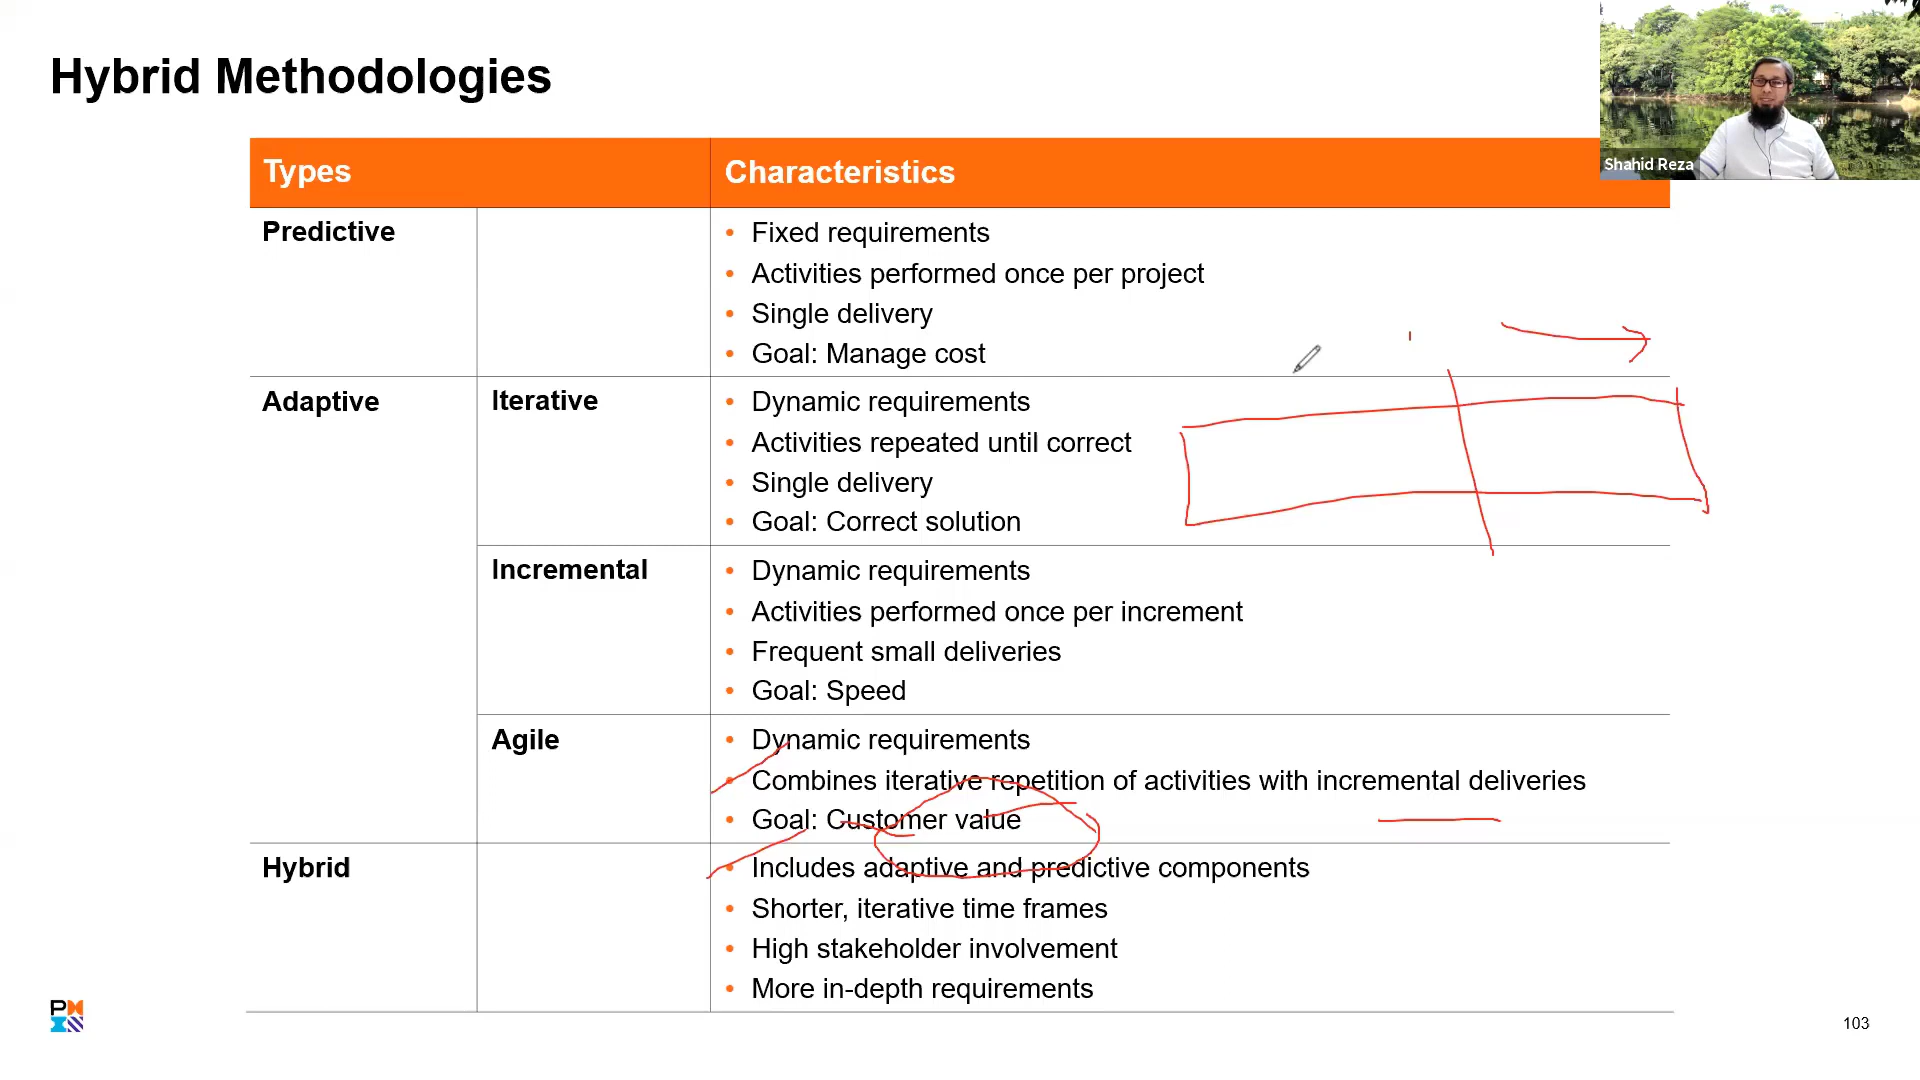 Hybrid Methodologies
Shahid Reza
Types
Characteristics
Predictive
• Fixed requirements
• Activities performed once per project
• Single delivery
• Goal: Manage cost
Adaptive
Iterative
• Dynamic requirements
• Activities repeated until correct
• Single delivery
• Goal: Correct solution
Incremental
• Dynamic requirements
• Activities performed once per increment
• Frequent small deliveries
• Goal: Speed
Agile
• Dynamic requirements
• Combines iterative repetition of activities with incremental deliveries
• Goal: Customer value
Hybrid
• Includes adaptive and predictive components
• Shorter, iterative time frames
• High stakeholder involvement
• More in-depth requirements
103